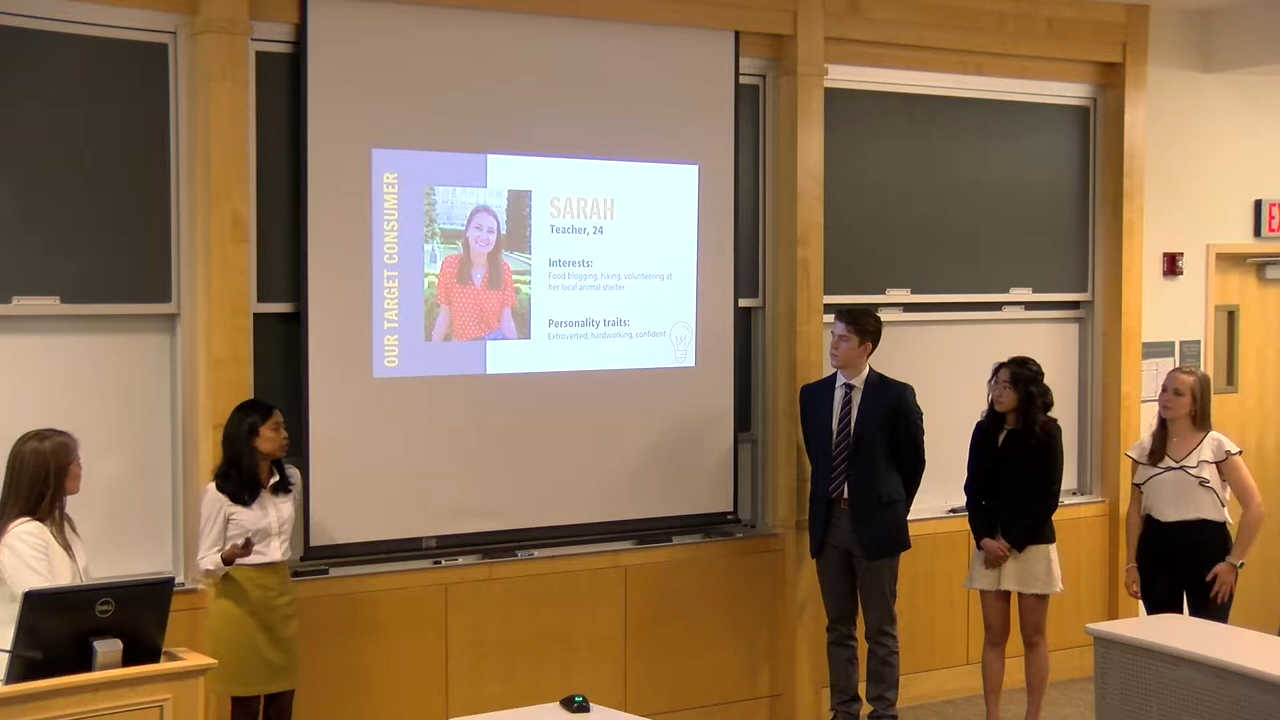 OUR TARGET CONSUMER
SARAH
Teacher, 24
Interests:
Food blogging, hiking, volunteering at
her local animal shelter
Personality traits:
Extroverted, hardworking, confident
DELL